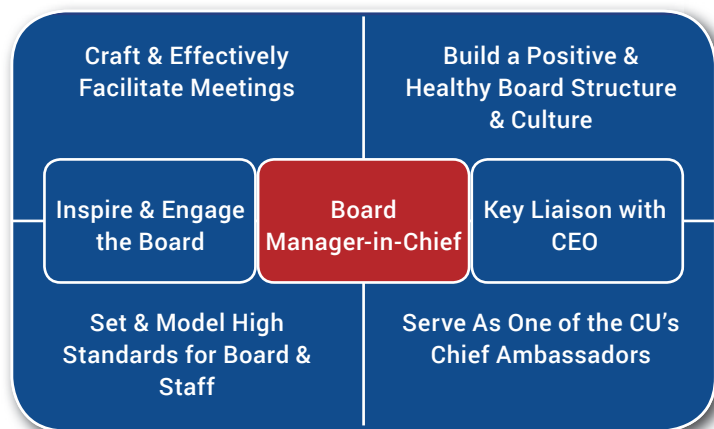 Craft & Effectively
Facilitate Meetings
Build a Positive &
Healthy Board Structure
& Culture
Inspire & Engage
the Board
Board
Manager-in-Chief
Key Liaison with
CEO
Set & Model High
Standards for Board &
Staff
Serve As One of the CU’s
Chief Ambassadors